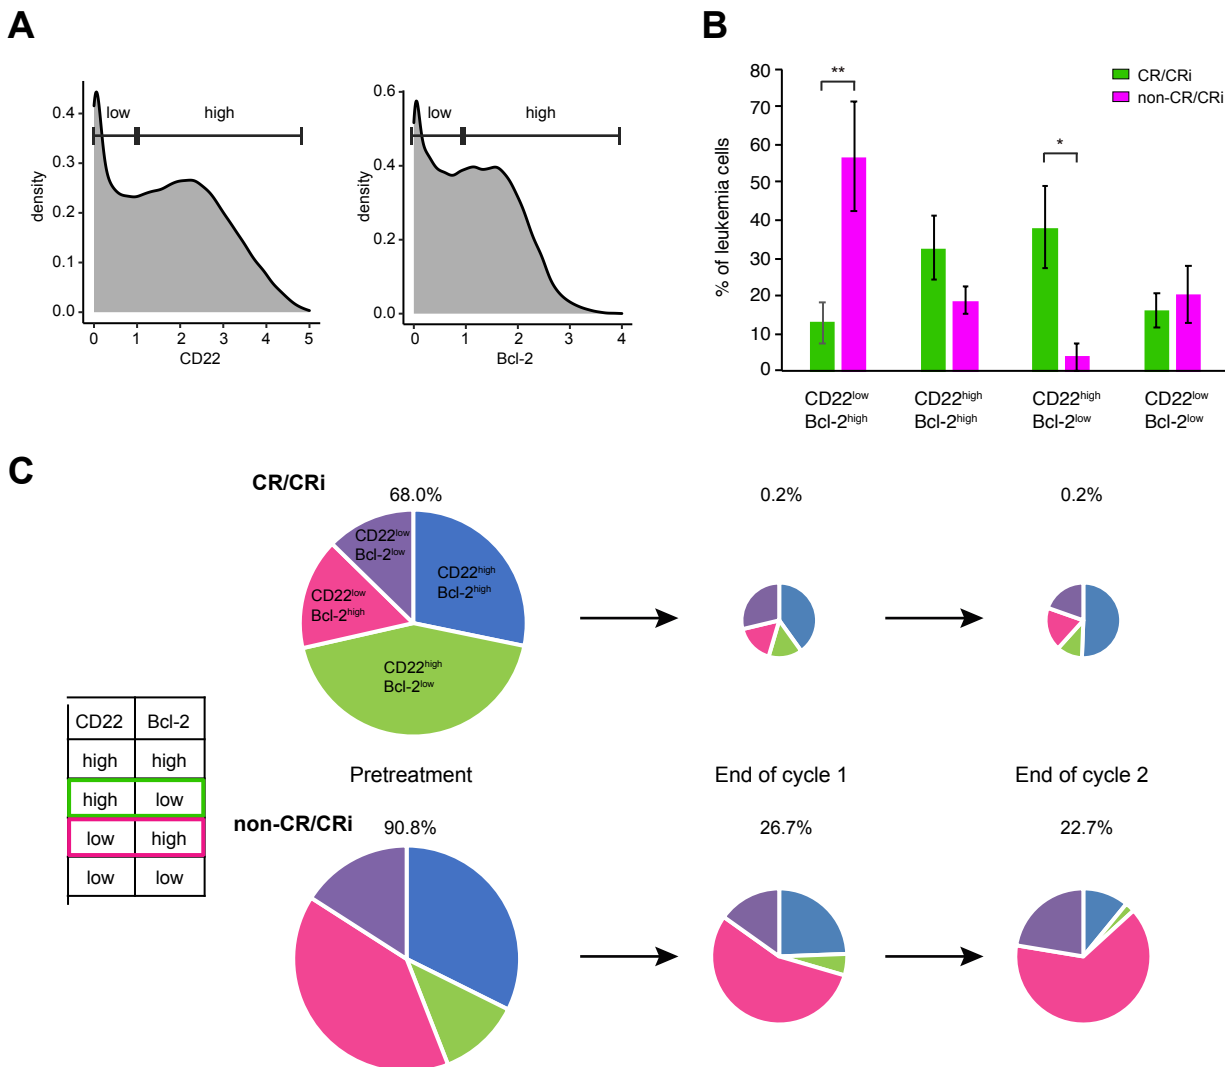 A
low
high
0.4
0.3
0.2
0.1
0.0
density
0 1 2 3 4 5
CD22
low
high
0.6
0.4
0.2
0.0
density
0 1 2 3 4
Bcl-2
B
CR/CRi
non-CR/CRi
**
*
80
70
60
50
40
30
20
10
0
% of leukemia cells
CD22low CD22high CD22high CD22low
Bcl-2high Bcl-2high Bcl-2low Bcl-2low
C
CR/CRi
68.0% 0.2% 0.2%
CD22low
Bcl-2low
CD22high
Bcl-2high
CD22low
Bcl-2high
CD22high
Bcl-2low
CD22 Bcl-2
high high
high low
low high
low low
Pretreatment End of cycle 1 End of cycle 2
non-CR/CRi
90.8% 26.7% 22.7%